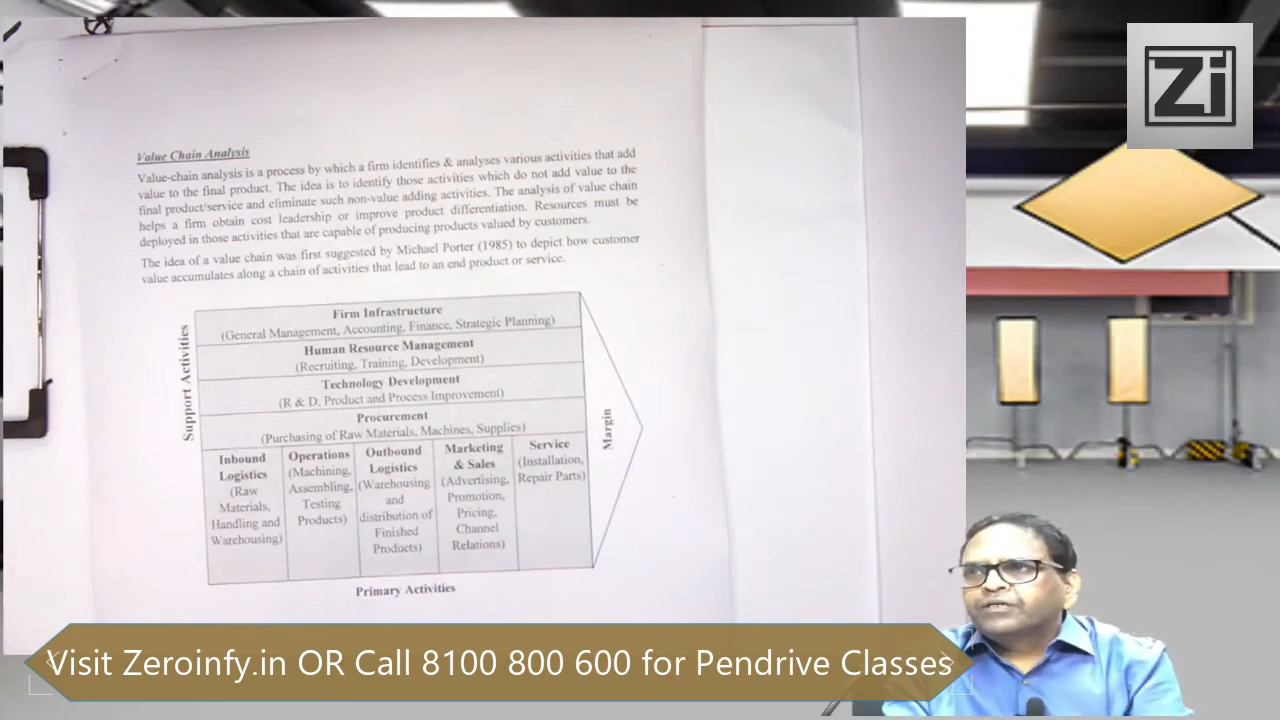 Zi
Value Chain Analysis
Value-chain analysis is a process by which a firm identifies & analyses various activities that add
value to the final product. The idea is to identify those activities which do not add value to the
final product/service and eliminate such non-value adding activities. The analysis of value chain
helps a firm obtain cost leadership or improve product differentiation. Resources must be
deployed in those activities that are capable of producing products valued by customers.
The idea of a value chain was first suggested by Michael Porter (1985) to depict how customer
value accumulates along a chain of activities that lead to an end product or service.
Support Activities
Firm Infrastructure
(General Management, Accounting, Finance, Strategic Planning)
Human Resource Management
(Recruiting, Training, Development)
Technology Development
(R & D, Product and Process Improvement)
Procurement
(Purchasing of Raw Materials, Machines, Supplies)
Inbound
Logistics
(Raw
Materials,
Handling and
Warehousing)
Operations
(Machining,
Assembling,
Testing
Products)
Outbound
Logistics
(Warehousing
and
distribution of
Finished
Products)
Marketing
& Sales
(Advertising,
Promotion,
Pricing,
Channel
Relations)
Service
(Installation,
Repair Parts)
Margin
Primary Activities
Visit Zeroinfy.in OR Call 8100 800 600 for Pendrive Classes